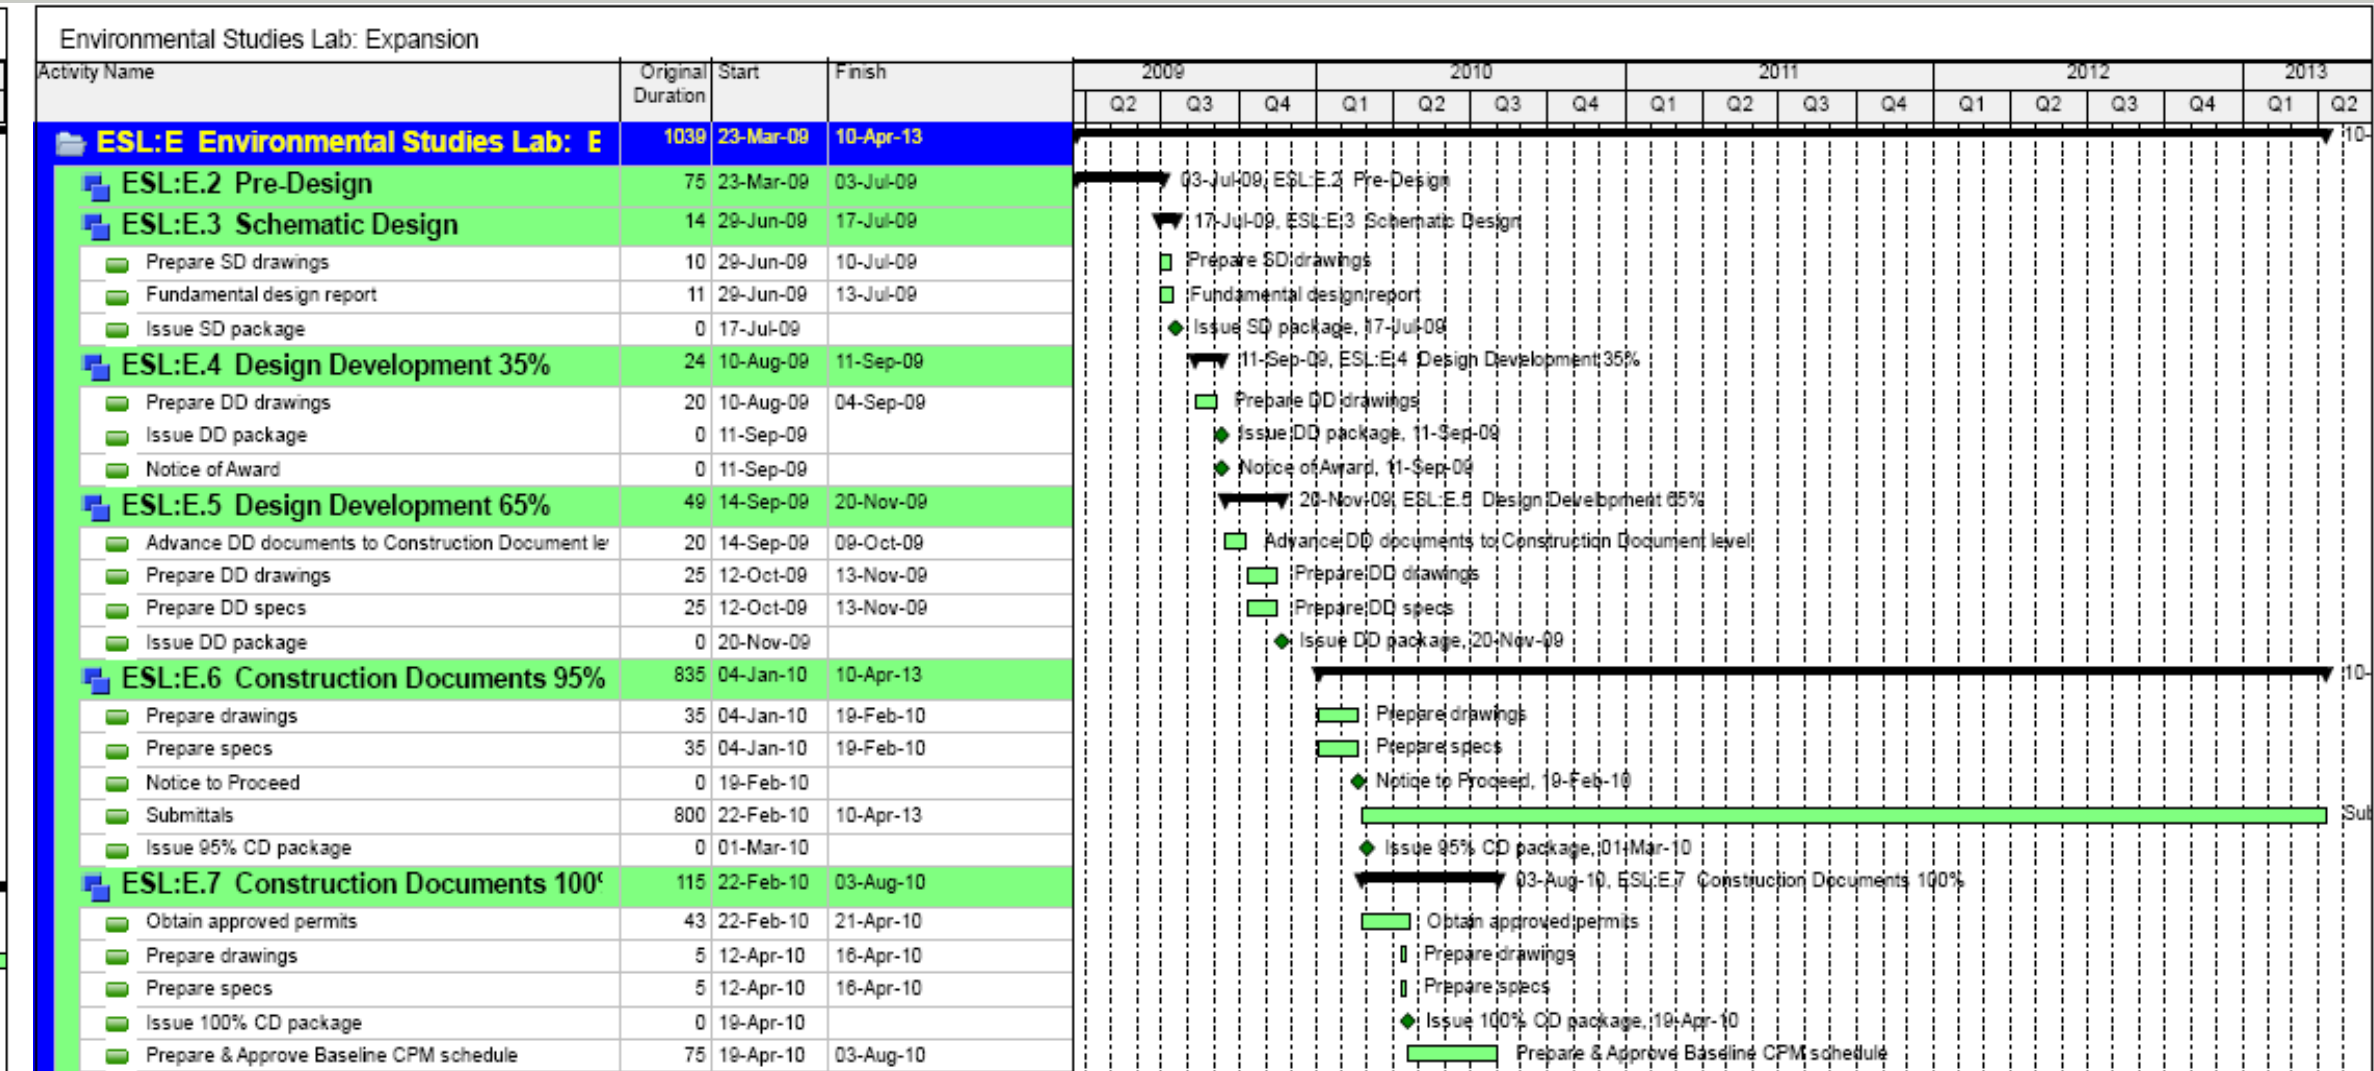 Environmental Studies Lab: Expansion
Activity Name Original Duration Start Finish 2009 2010 2011 2012 2013
Q2 Q3 Q4 Q1 Q2 Q3 Q4 Q1 Q2 Q3 Q4 Q1 Q2 Q3 Q4 Q1 Q2
ESL:E Environmental Studies Lab: E 1039 23-Mar-09 10-Apr-13 10-
ESL:E.2 Pre-Design 75 23-Mar-09 03-Jul-09 03-Jul-09, ESL:E.2 Pre-Design
ESL:E.3 Schematic Design 14 29-Jun-09 17-Jul-09 17-Jul-09, ESL:E.3 Schematic Design
Prepare SD drawings 10 29-Jun-09 10-Jul-09 Prepare SD drawings
Fundamental design report 11 29-Jun-09 13-Jul-09 Fundamental design report
Issue SD package 0 17-Jul-09 Issue SD package, 17-Jul-09
ESL:E.4 Design Development 35% 24 10-Aug-09 11-Sep-09 11-Sep-09, ESL:E.4 Design Development 35%
Prepare DD drawings 20 10-Aug-09 04-Sep-09 Prepare DD drawings
Issue DD package 0 11-Sep-09 Issue DD package, 11-Sep-09
Notice of Award 0 11-Sep-09 Notice of Award, 11-Sep-09
ESL:E.5 Design Development 65% 49 14-Sep-09 20-Nov-09 20-Nov-09, ESL:E.5 Design Development 65%
Advance DD documents to Construction Document le 20 14-Sep-09 09-Oct-09 Advance DD documents to Construction Document level
Prepare DD drawings 25 12-Oct-09 13-Nov-09 Prepare DD drawings
Prepare DD specs 25 12-Oct-09 13-Nov-09 Prepare DD specs
Issue DD package 0 20-Nov-09 Issue DD package, 20-Nov-09
ESL:E.6 Construction Documents 95% 835 04-Jan-10 10-Apr-13 10-
Prepare drawings 35 04-Jan-10 19-Feb-10 Prepare drawings
Prepare specs 35 04-Jan-10 19-Feb-10 Prepare specs
Notice to Proceed 0 19-Feb-10 Notice to Proceed, 19-Feb-10
Submittals 800 22-Feb-10 10-Apr-13 Sub
Issue 95% CD package 0 01-Mar-10 Issue 95% CD package, 01-Mar-10
ESL:E.7 Construction Documents 100% 115 22-Feb-10 03-Aug-10 03-Aug-10, ESL:E.7 Construction Documents 100%
Obtain approved permits 43 22-Feb-10 21-Apr-10 Obtain approved permits
Prepare drawings 5 12-Apr-10 16-Apr-10 Prepare drawings
Prepare specs 5 12-Apr-10 16-Apr-10 Prepare specs
Issue 100% CD package 0 19-Apr-10 Issue 100% CD package, 19-Apr-10
Prepare & Approve Baseline CPM schedule 75 19-Apr-10 03-Aug-10 Prepare & Approve Baseline CPM schedule